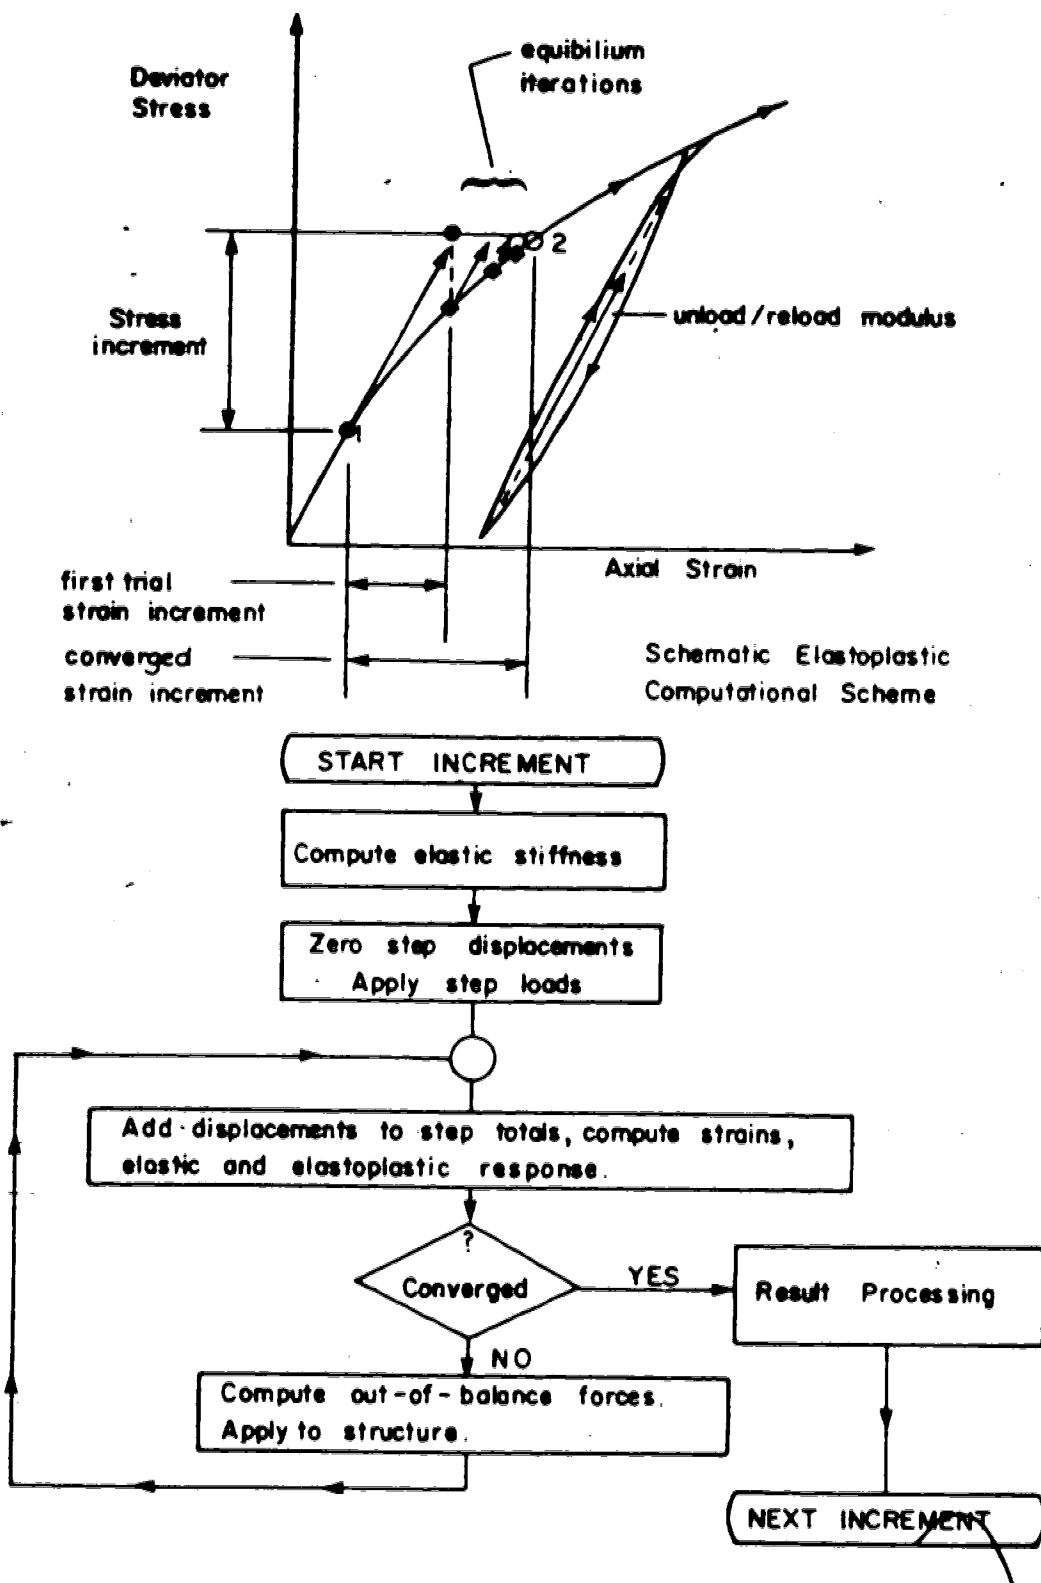 equibilium
iterations
Deviator
Stress
2
Stress
increment
unload/reload modulus
1
Axial Strain
first trial
strain increment
converged
strain increment
Schematic Elastoplastic
Computational Scheme
START INCREMENT
Compute elastic stiffness
Zero step displacements
Apply step loads
Add displacements to step totals, compute strains,
elastic and elastoplastic response.
?
Converged
YES
Result Processing
NO
Compute out-of-balance forces.
Apply to structure.
NEXT INCREMENT